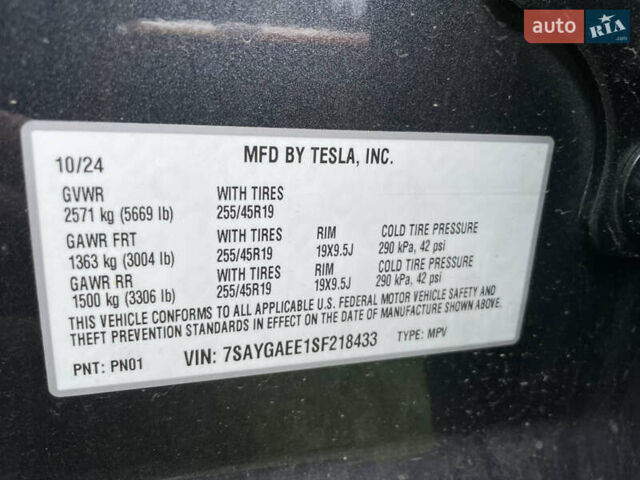 auto RIA.com
10/24 MFD BY TESLA, INC.
GVWR WITH TIRES
2571 kg (5669 lb) 255/45R19
GAWR FRT WITH TIRES RIM COLD TIRE PRESSURE
1363 kg (3004 lb) 255/45R19 19X9.5J 290 kPa, 42 psi
GAWR RR WITH TIRES RIM COLD TIRE PRESSURE
1500 kg (3306 lb) 255/45R19 19X9.5J 290 kPa, 42 psi
THIS VEHICLE CONFORMS TO ALL APPLICABLE U.S. FEDERAL MOTOR VEHICLE SAFETY AND
THEFT PREVENTION STANDARDS IN EFFECT ON THE DATE OF MANUFACTURE SHOWN ABOVE.
PNT: PN01 VIN: 7SAYGAEE1SF218433 TYPE: MPV